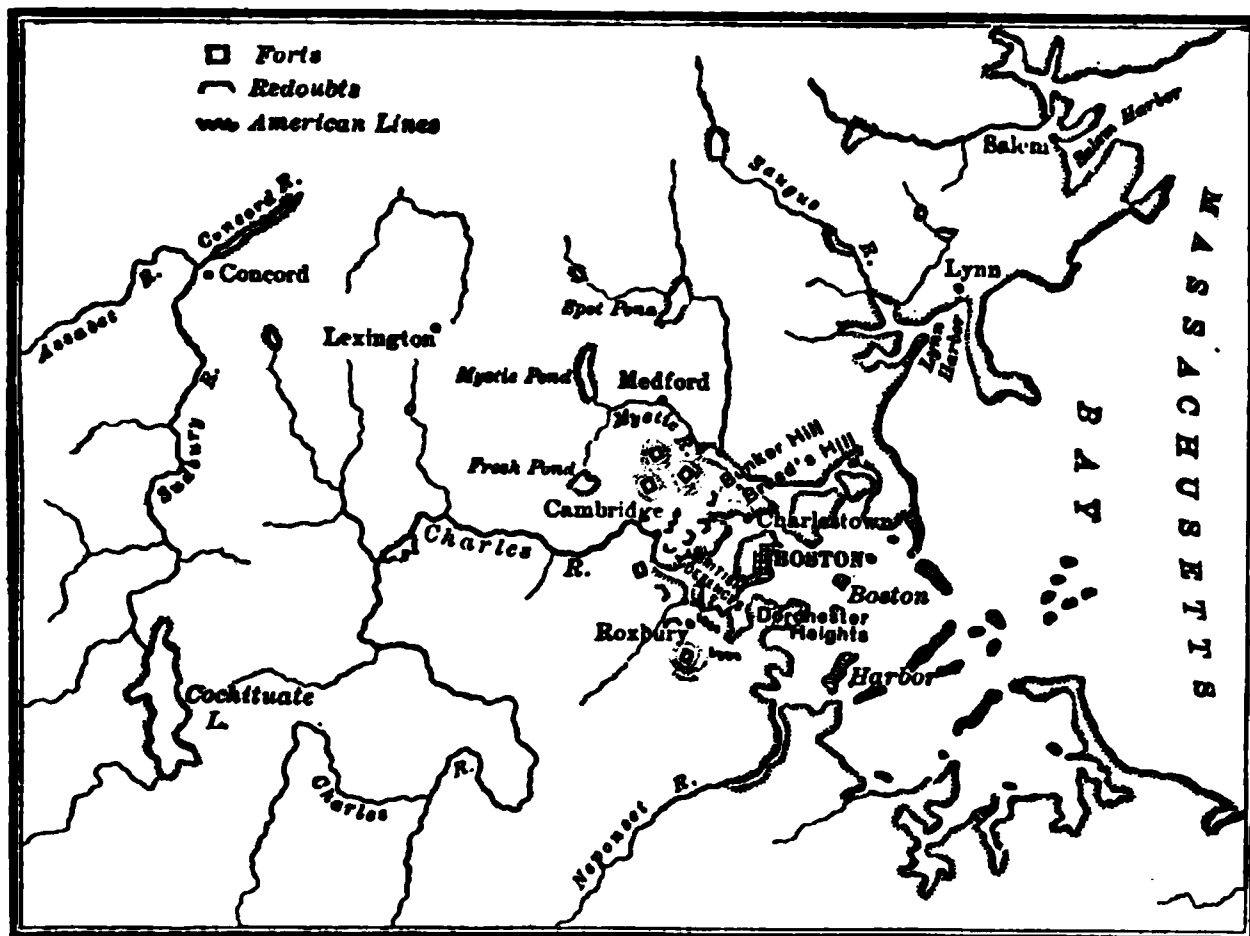 Forts
Redoubts
American Lines
Salem
Salem Harbor
Saugus R.
Concord R.
Concord
Assabet R.
Lynn
Lynn Harbor
Spot Pond
Lexington
Mystic Pond
Medford
Mystic R.
Sudbury R.
Bunker Hill
Breed's Hill
Fresh Pond
Cambridge
Charlestown
Charles R.
BOSTON
Boston Harbor
Dorchester Heights
Roxbury
Cochituate L.
Charles R.
Neponset R.
MASSACHUSETTS
BAY